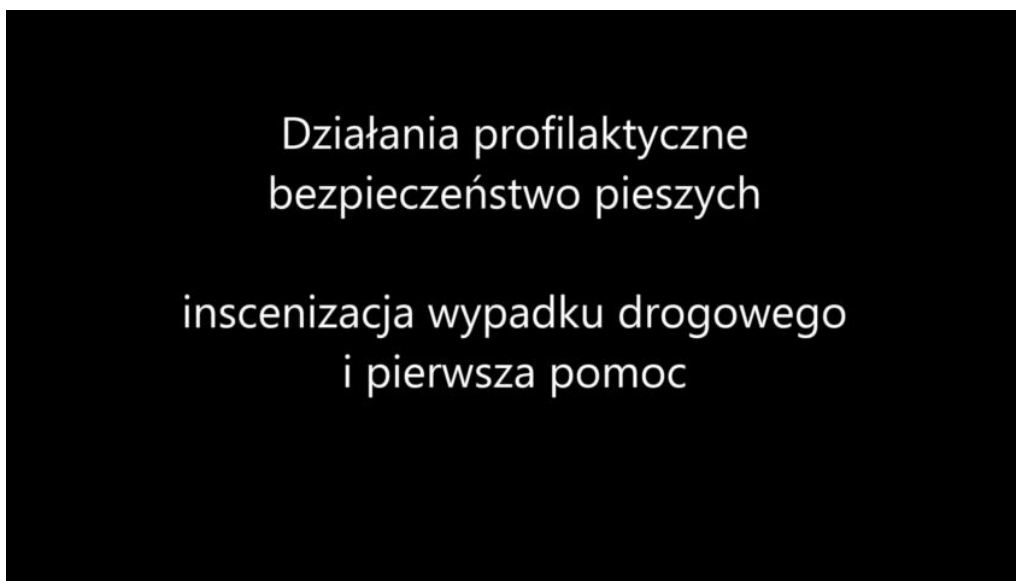 Działania profilaktyczne
bezpieczeństwo pieszych
inscenizacja wypadku drogowego
i pierwsza pomoc